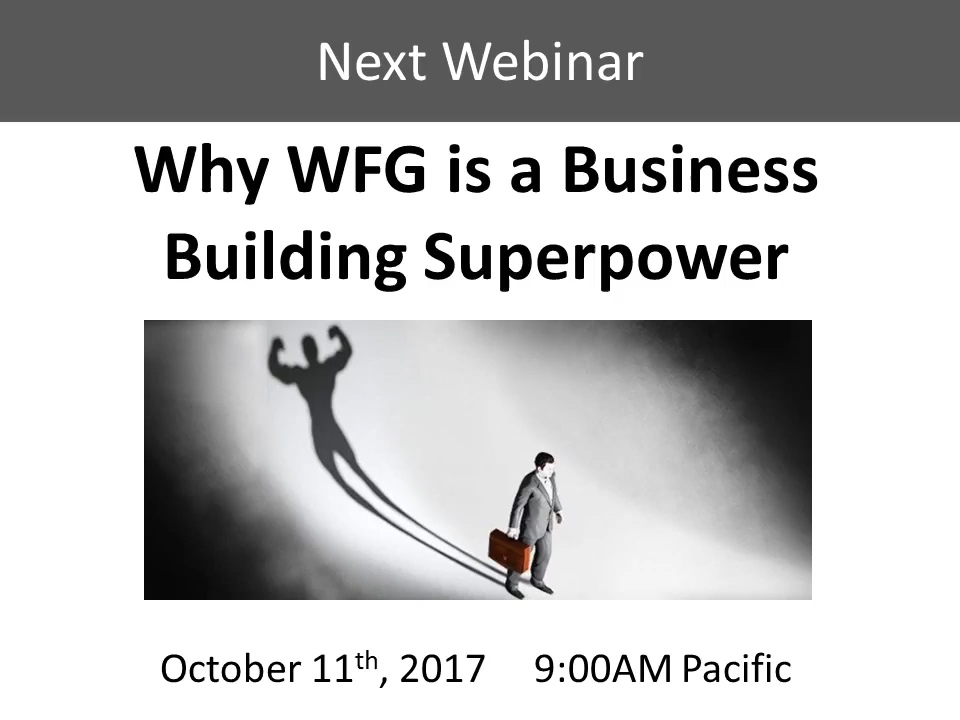 Next Webinar
Why WFG is a Business
Building Superpower
October 11th, 2017 9:00AM Pacific